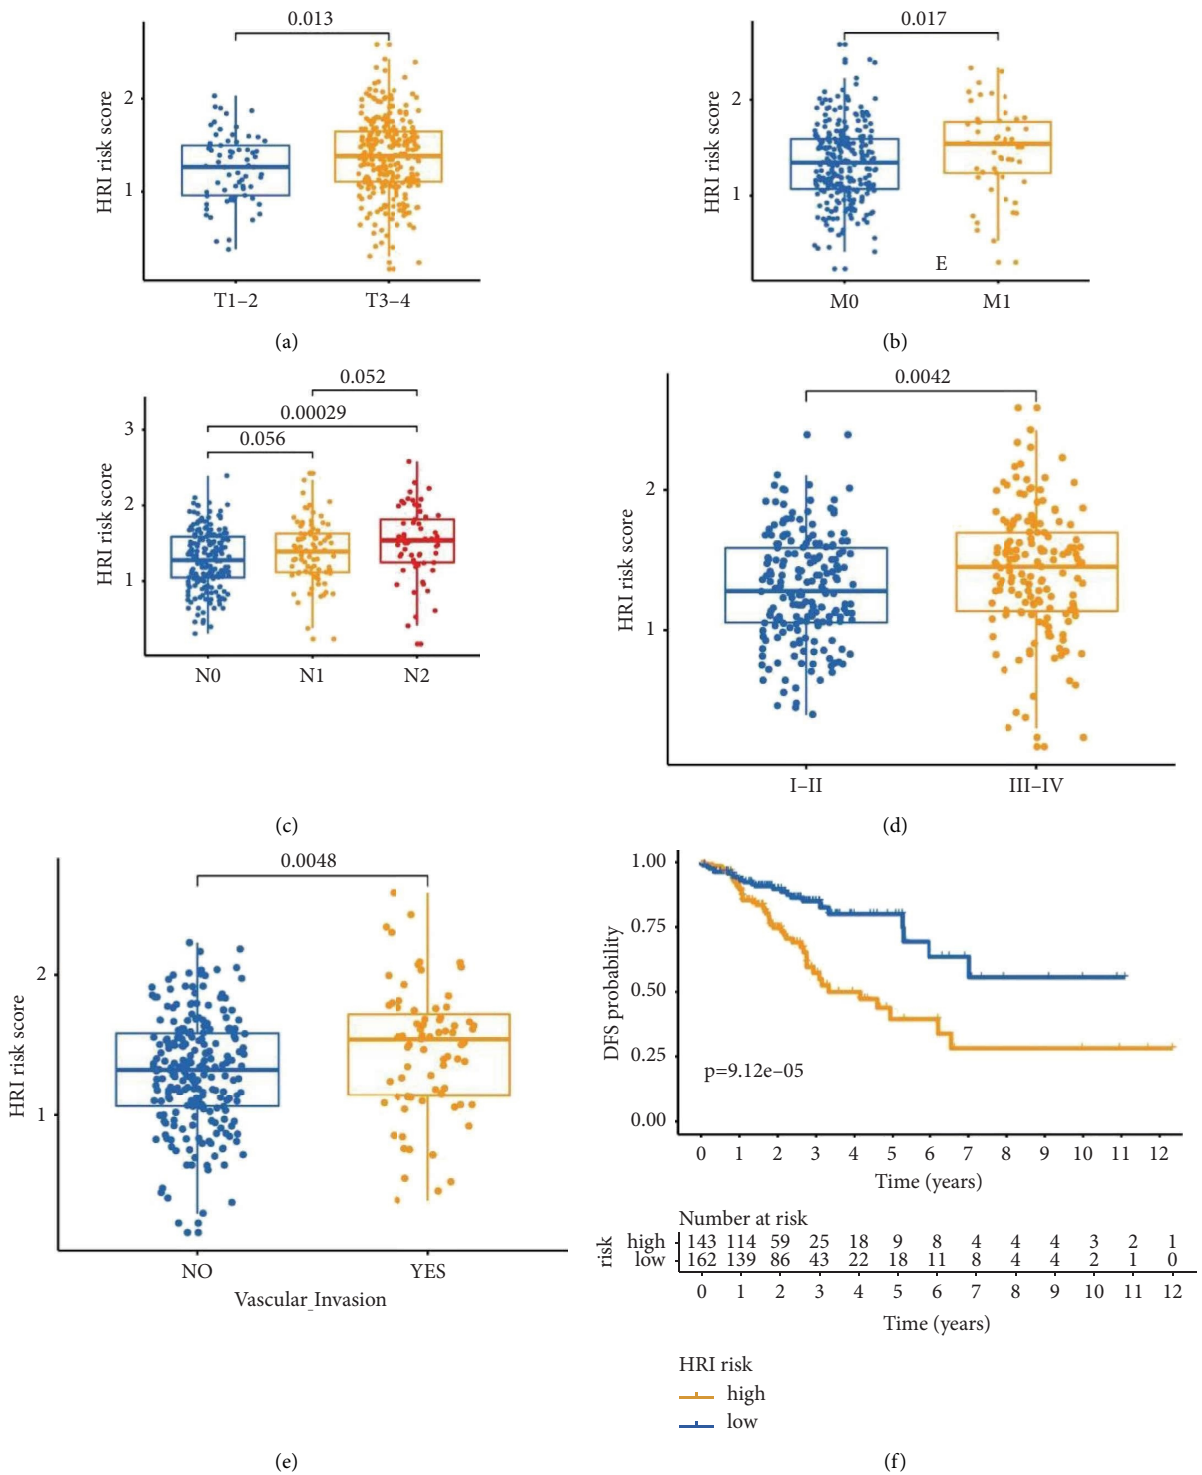 0.013
HRI risk score
2
1
T1–2 T3–4
(a)
0.017
HRI risk score
2
1
E
M0 M1
(b)
0.052
0.00029
0.056
HRI risk score
3
2
1
N0 N1 N2
(c)
0.0042
HRI risk score
2
1
I–II III–IV
(d)
0.0048
HRI risk score
2
1
NO YES
Vascular_Invasion
(e)
DFS probability
1.00
0.75
0.50
0.25
0.00
p=9.12e–05
0 1 2 3 4 5 6 7 8 9 10 11 12
Time (years)
Number at risk
risk
high 143 114 59 25 18 9 8 4 4 4 3 2 1
low 162 139 86 43 22 18 11 8 4 4 2 1 0
0 1 2 3 4 5 6 7 8 9 10 11 12
Time (years)
HRI risk
high
low
(f)